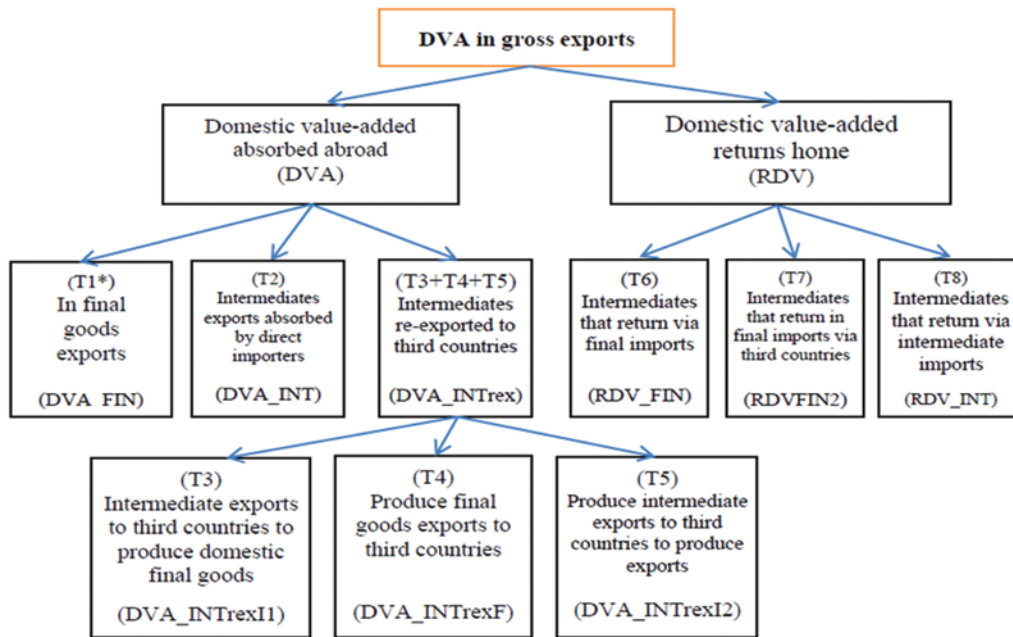 DVA in gross exports
Domestic value-added
absorbed abroad
(DVA)
Domestic value-added
returns home
(RDV)
(T1*)
In final
goods
exports
(DVA_FIN)
(T2)
Intermediates
exports absorbed
by direct
importers
(DVA_INT)
(T3+T4+T5)
Intermediates
re-exported to
third countries
(DVA_INTrex)
(T6)
Intermediates
that return via
final imports
(RDV_FIN)
(T7)
Intermediates
that return in
final imports via
third countries
(RDVFIN2)
(T8)
Intermediates
that return via
intermediate
imports
(RDV_INT)
(T3)
Intermediate exports
to third countries to
produce domestic
final goods
(DVA_INTrexI1)
(T4)
Produce final
goods exports to
third countries
(DVA_INTrexF)
(T5)
Produce intermediate
exports to third
countries to produce
exports
(DVA_INTrexI2)